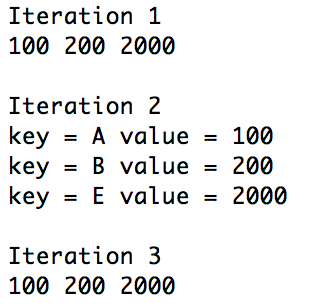 Iteration 1
100 200 2000
Iteration 2
key = A value = 100
key = B value = 200
key = E value = 2000
Iteration 3
100 200 2000